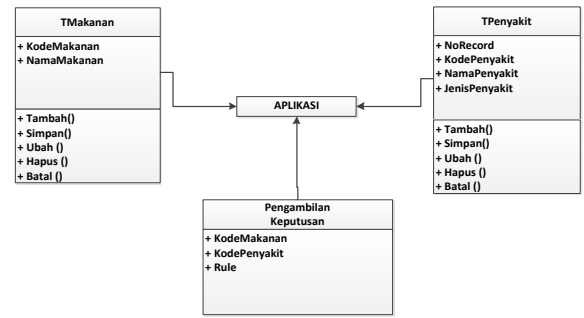 TMakanan
+ KodeMakanan
+ NamaMakanan
+ Tambah()
+ Simpan()
+ Ubah ()
+ Hapus ()
+ Batal ()
APLIKASI
TPenyakit
+ NoRecord
+ KodePenyakit
+ NamaPenyakit
+ JenisPenyakit
+ Tambah()
+ Simpan()
+ Ubah ()
+ Hapus ()
+ Batal ()
Pengambilan
Keputusan
+ KodeMakanan
+ KodePenyakit
+ Rule